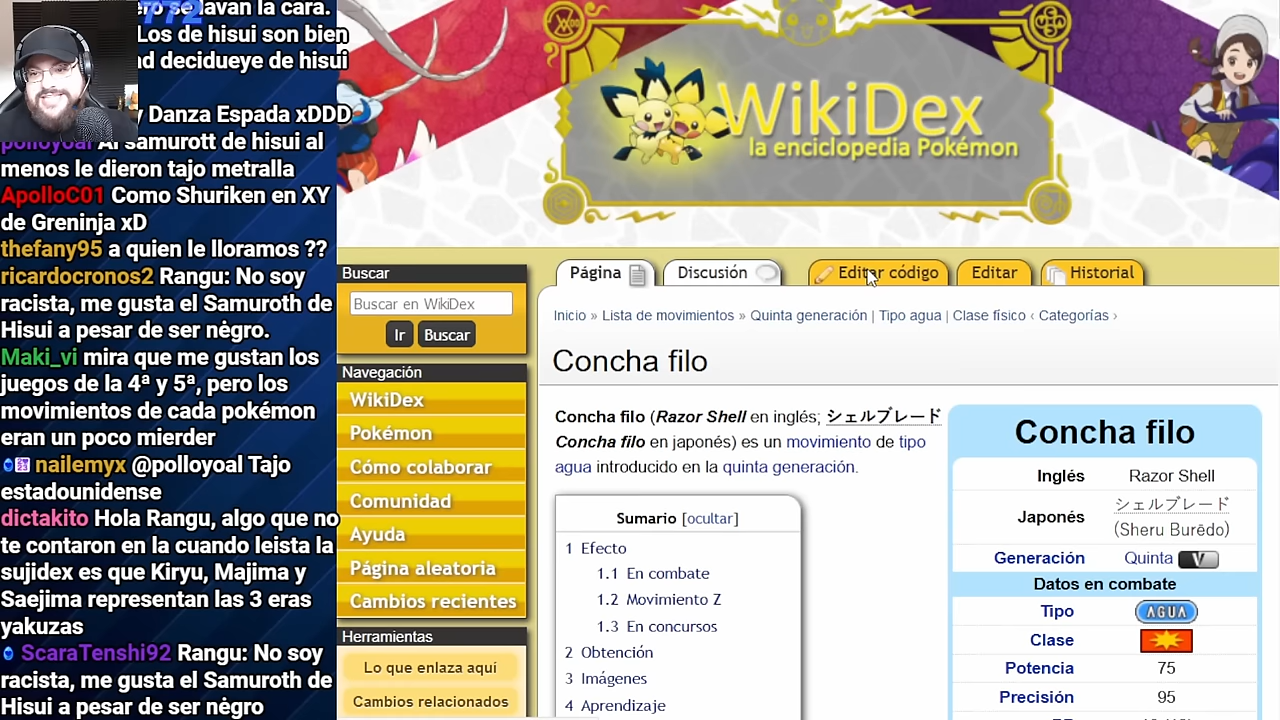 772
ero se lavan la cara.
Los de hisui son bien
ad decidueye de hisui
y Danza Espada xDDD
polloyoal Al samurott de hisui al
menos le dieron tajo metralla
ApolloC01 Como Shuriken en XY
de Greninja xD
thefany95 a quien le lloramos ??
ricardocronos2 Rangu: No soy
racista, me gusta el Samuroth de
Hisui a pesar de ser nėgro.
Maki_vi mira que me gustan los
juegos de la 4ª y 5ª, pero los
movimientos de cada pokémon
eran un poco mierder
nailemyx @polloyoal Tajo
estadounidense
dictakito Hola Rangu, algo que no
te contaron en la cuando leista la
sujidex es que Kiryu, Majima y
Saejima representan las 3 eras
yakuzas
ScaraTenshi92 Rangu: No soy
racista, me gusta el Samuroth de
Hisui a pesar de ser nėgro
WikiDex
la enciclopedia Pokémon
Buscar
Buscar en WikiDex
Ir Buscar
Navegación
WikiDex
Pokémon
Cómo colaborar
Comunidad
Ayuda
Página aleatoria
Cambios recientes
Herramientas
Lo que enlaza aquí
Cambios relacionados
Página Discusión Editar código Editar Historial
Inicio » Lista de movimientos » Quinta generación | Tipo agua | Clase físico ‹ Categorías ›
Concha filo
Concha filo (Razor Shell en inglés; シェルブレード
Concha filo en japonés) es un movimiento de tipo
agua introducido en la quinta generación.
Sumario [ocultar]
1 Efecto
1.1 En combate
1.2 Movimiento Z
1.3 En concursos
2 Obtención
3 Imágenes
4 Aprendizaje
Concha filo
Inglés Razor Shell
Japonés シェルブレード
(Sheru Burēdo)
Generación Quinta V
Datos en combate
Tipo AGUA
Clase
Potencia 75
Precisión 95